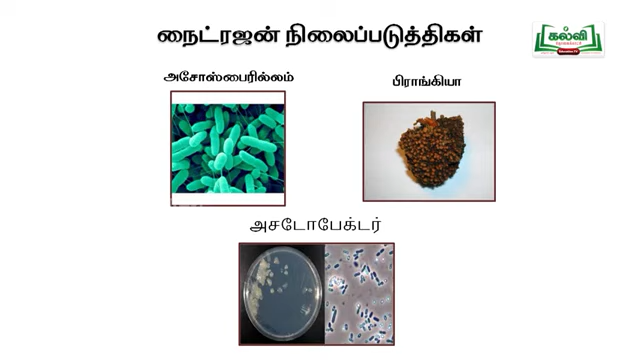 நைட்ரஜன் நிலைப்படுத்திகள்
கல்வி
அசோஸ்பைரில்லம்
பிராங்கியா
அசடோபேக்டர்